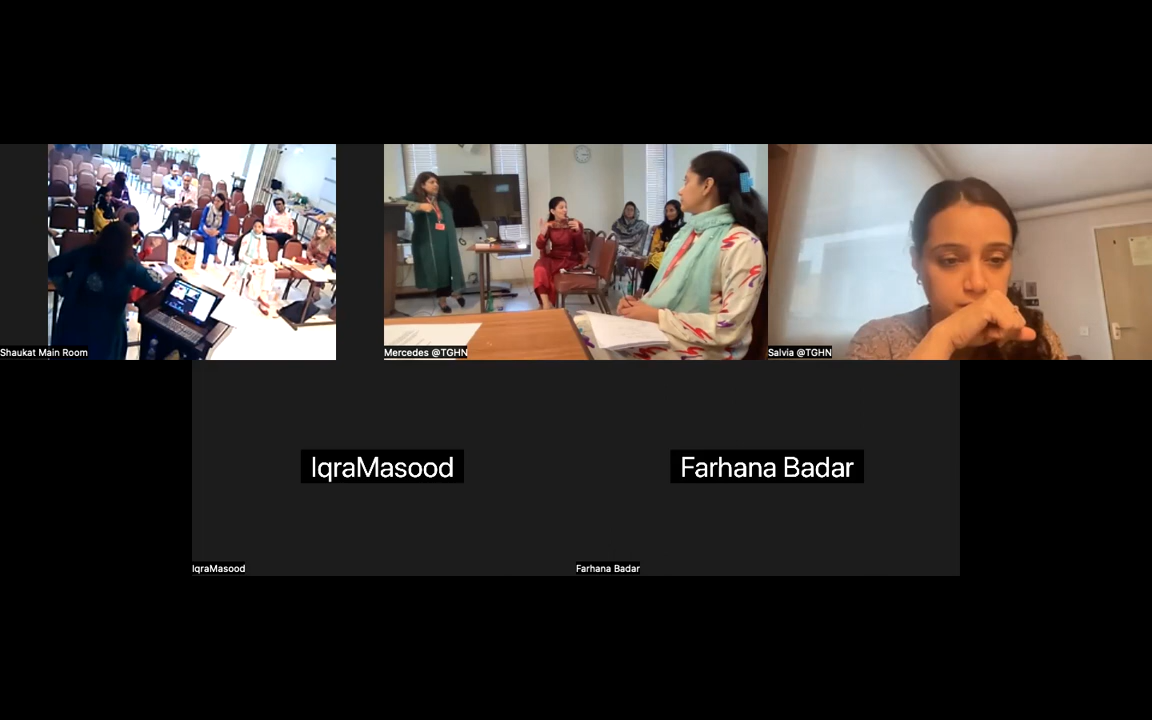 Shaukat Main Room
Mercedes @TGHN
Salvia @TGHN
IqraMasood
Farhana Badar
IqraMasood
Farhana Badar